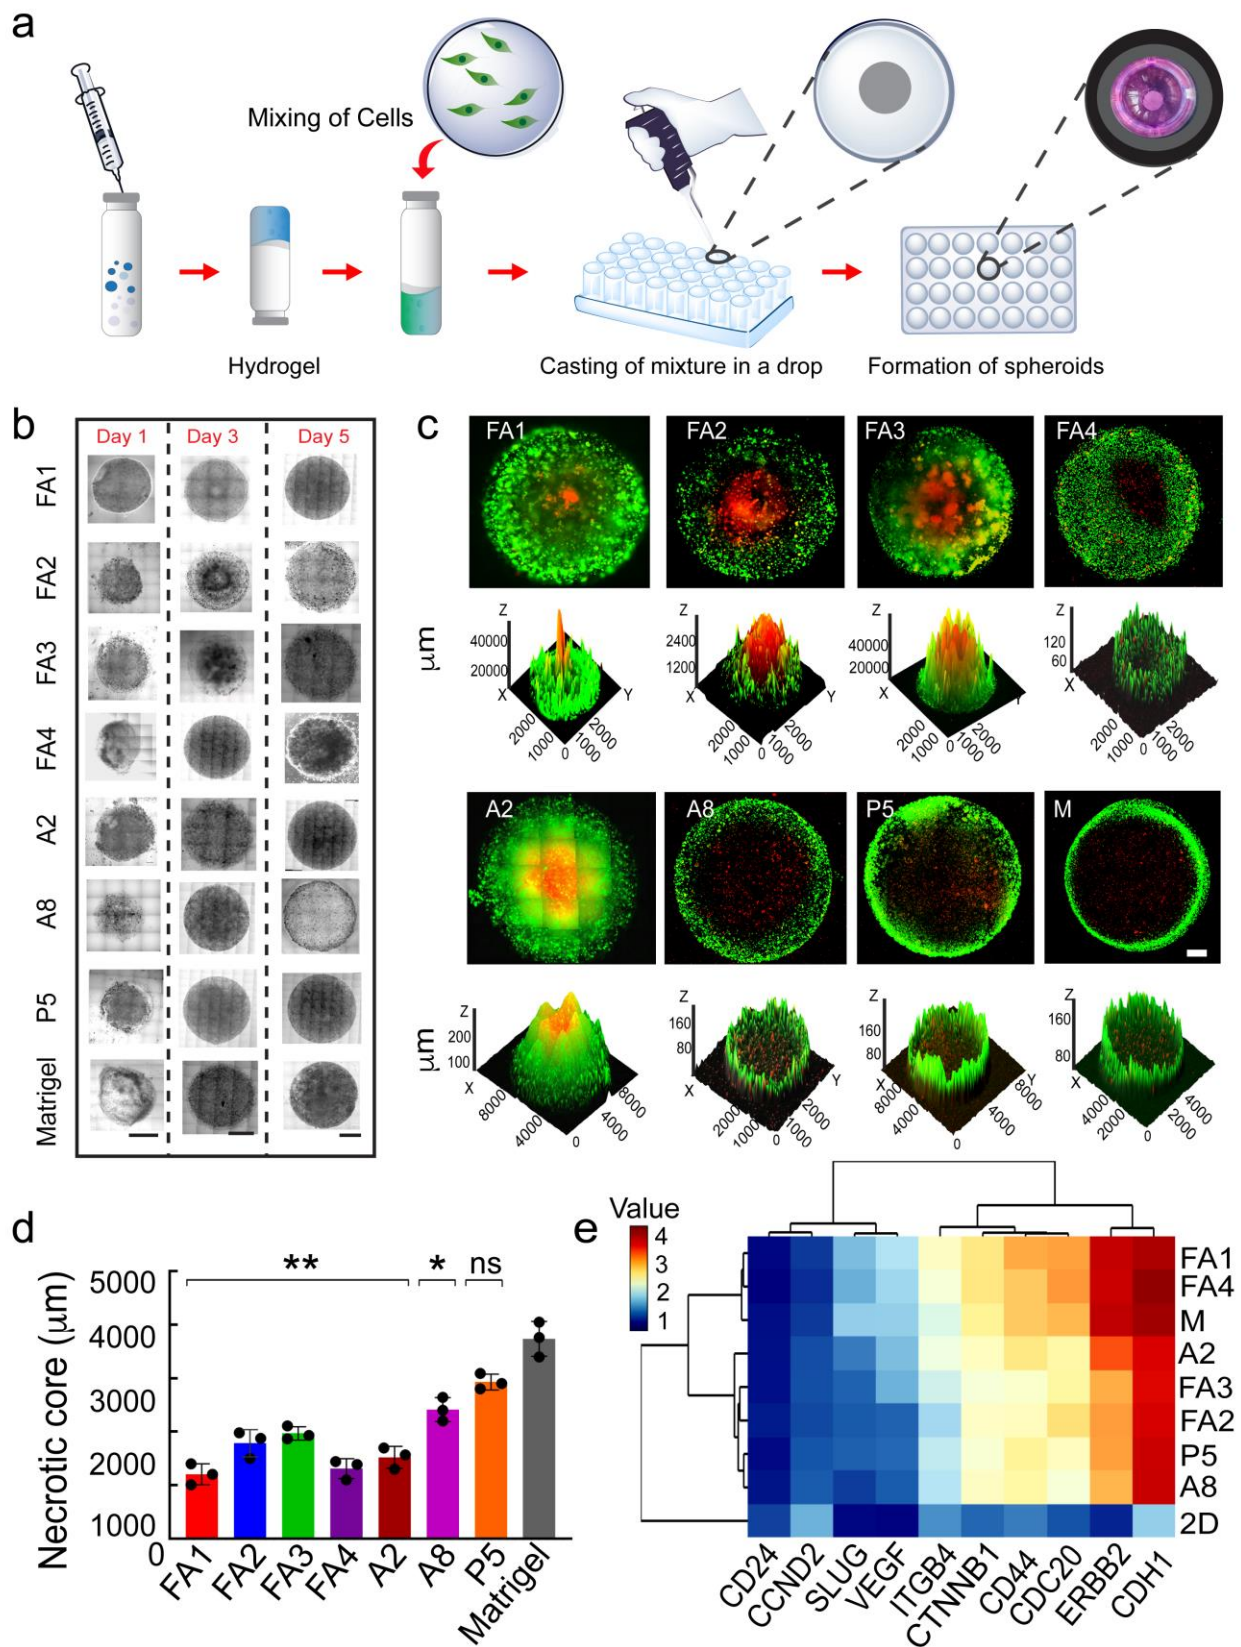 a
Mixing of Cells
Hydrogel
Casting of mixture in a drop
Formation of spheroids
b
Day 1
Day 3
Day 5
FA1
FA2
FA3
FA4
A2
A8
P5
Matrigel
c
FA1
FA2
FA3
FA4
μm
Z
40000
20000
X
Y
2000
1000
0
1000
2000
Z
2400
1200
X
Y
2000
1000
0
1000
2000
Z
40000
20000
X
Y
2000
1000
0
1000
2000
Z
120
60
X
Y
2000
1000
0
1000
2000
A2
A8
P5
M
μm
Z
200
100
X
8000
4000
0
4000
8000
Z
160
80
X
Y
2000
1000
0
1000
2000
Z
160
80
X
Y
8000
4000
0
4000
8000
Z
160
80
X
Y
4000
2000
0
2000
4000
d
Necrotic core (μm)
5000
4000
3000
2000
1000
0
**
*
ns
FA1
FA2
FA3
FA4
A2
A8
P5
Matrigel
e
Value
4
3
2
1
FA1
FA4
M
A2
FA3
FA2
P5
A8
2D
CD24
CCND2
SLUG
VEGF
ITGB4
CTNNB1
CD44
CDC20
ERBB2
CDH1